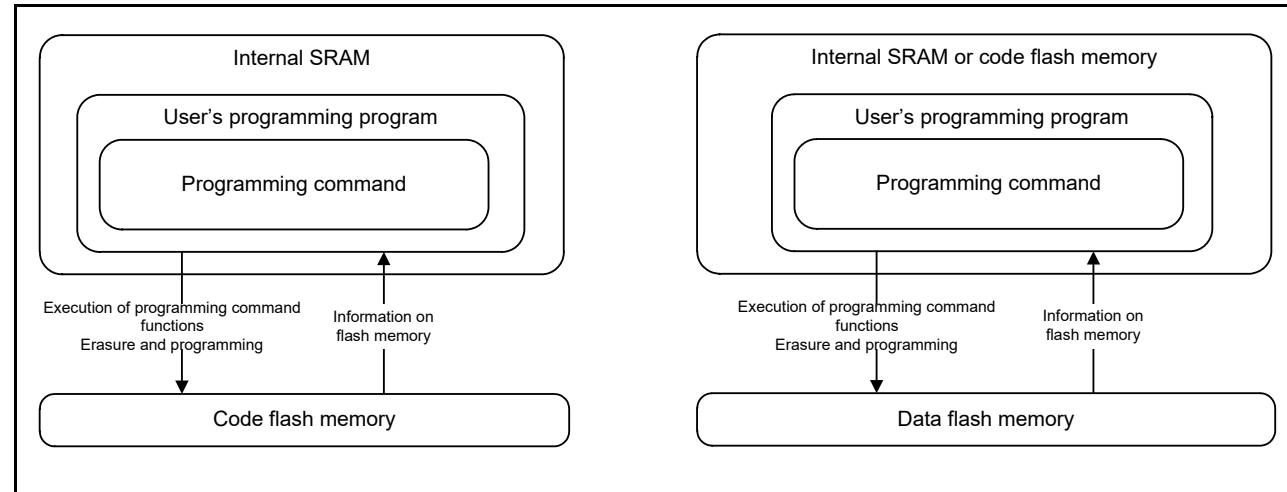 Internal SRAM
User’s programming program
Programming command
Execution of programming command
functions
Erasure and programming
Information on
flash memory
Code flash memory
Internal SRAM or code flash memory
User’s programming program
Programming command
Execution of programming command
functions
Erasure and programming
Information on
flash memory
Data flash memory